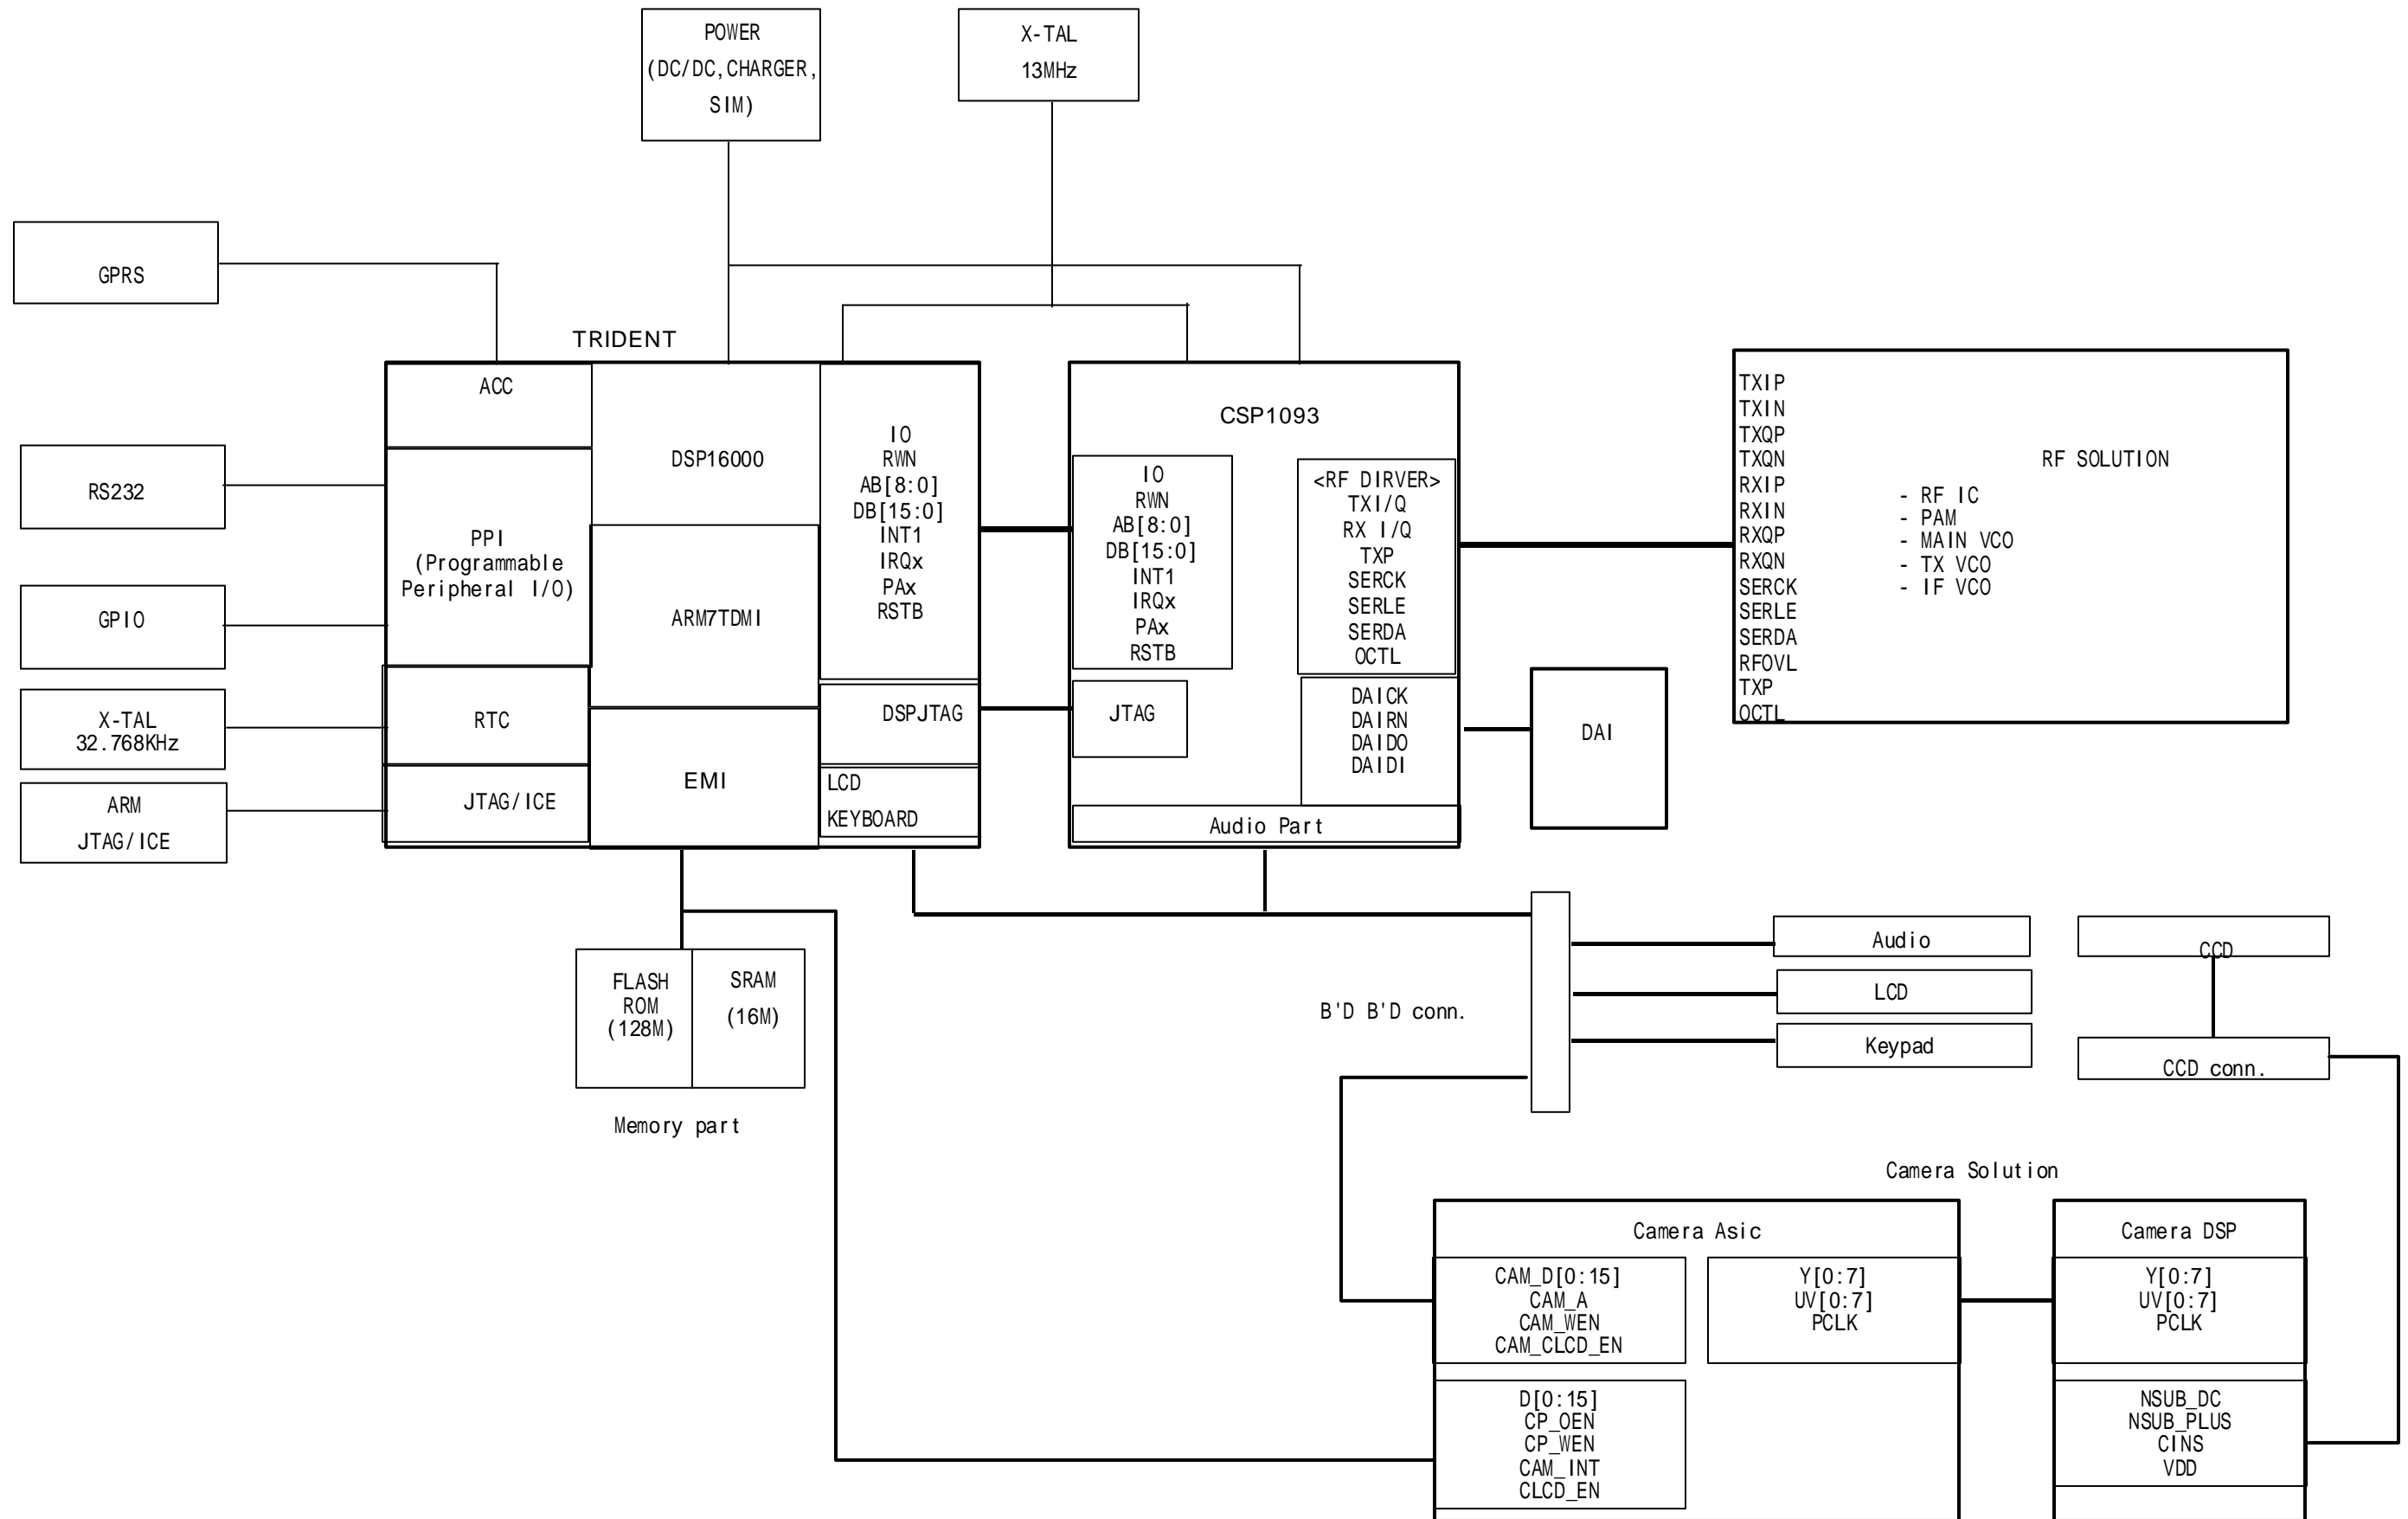 POWER
(DC/DC,CHARGER,
SIM)
X-TAL
13MHz
GPRS
TRIDENT
ACC
DSP16000
IO
RWN
AB[8:0]
DB[15:0]
INT1
IRQx
PAx
RSTB
RS232
PPI
(Programmable
Peripheral I/O)
GPIO
ARM7TDMI
X-TAL
32.768KHz
RTC
DSPJTAG
ARM
JTAG/ICE
JTAG/ICE
EMI
LCD
KEYBOARD
CSP1093
IO
RWN
AB[8:0]
DB[15:0]
INT1
IRQx
PAx
RSTB
<RF DIRVER>
TXI/Q
RX I/Q
TXP
SERCK
SERLE
SERDA
OCTL
JTAG
DAICK
DAIRN
DAIDO
DAIDI
Audio Part
TXIP
TXIN
TXQP
TXQN
RXIP
RXIN
RXQP
RXQN
SERCK
SERLE
SERDA
RFOVL
TXP
OCTL
RF SOLUTION
- RF IC
- PAM
- MAIN VCO
- TX VCO
- IF VCO
DAI
FLASH
ROM
(128M)
SRAM
(16M)
Memory part
B'D B'D conn.
Audio
LCD
Keypad
CCD
CCD conn.
Camera Solution
Camera Asic
CAM_D[0:15]
CAM_A
CAM_WEN
CAM_CLCD_EN
Y[0:7]
UV[0:7]
PCLK
D[0:15]
CP_OEN
CP_WEN
CAM_INT
CLCD_EN
Camera DSP
Y[0:7]
UV[0:7]
PCLK
NSUB_DC
NSUB_PLUS
CINS
VDD